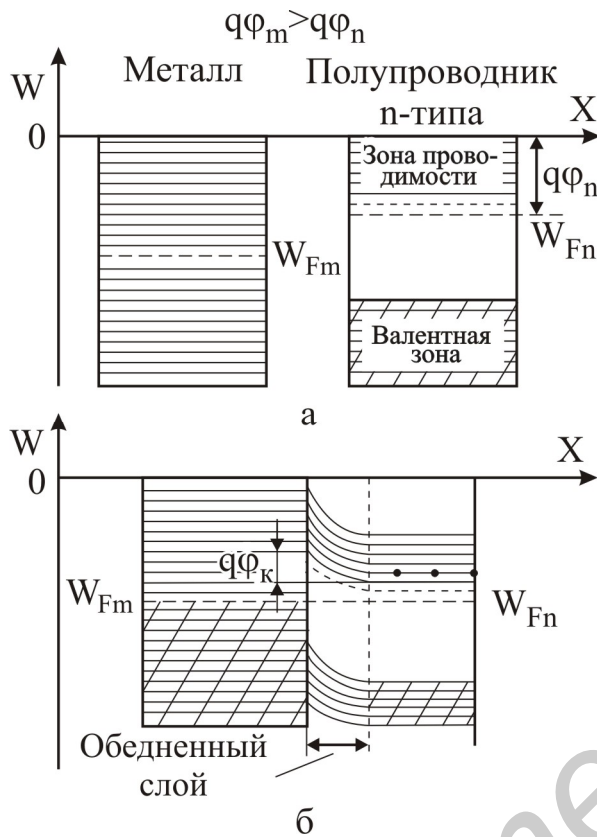 qφm>qφn
Металл
Полупроводник
n-типа
W
X
0
Зона прово-
димости
qφn
WFm
WFn
Валентная
зона
а
W
X
0
qφк
WFm
WFn
Обедненный
слой
б